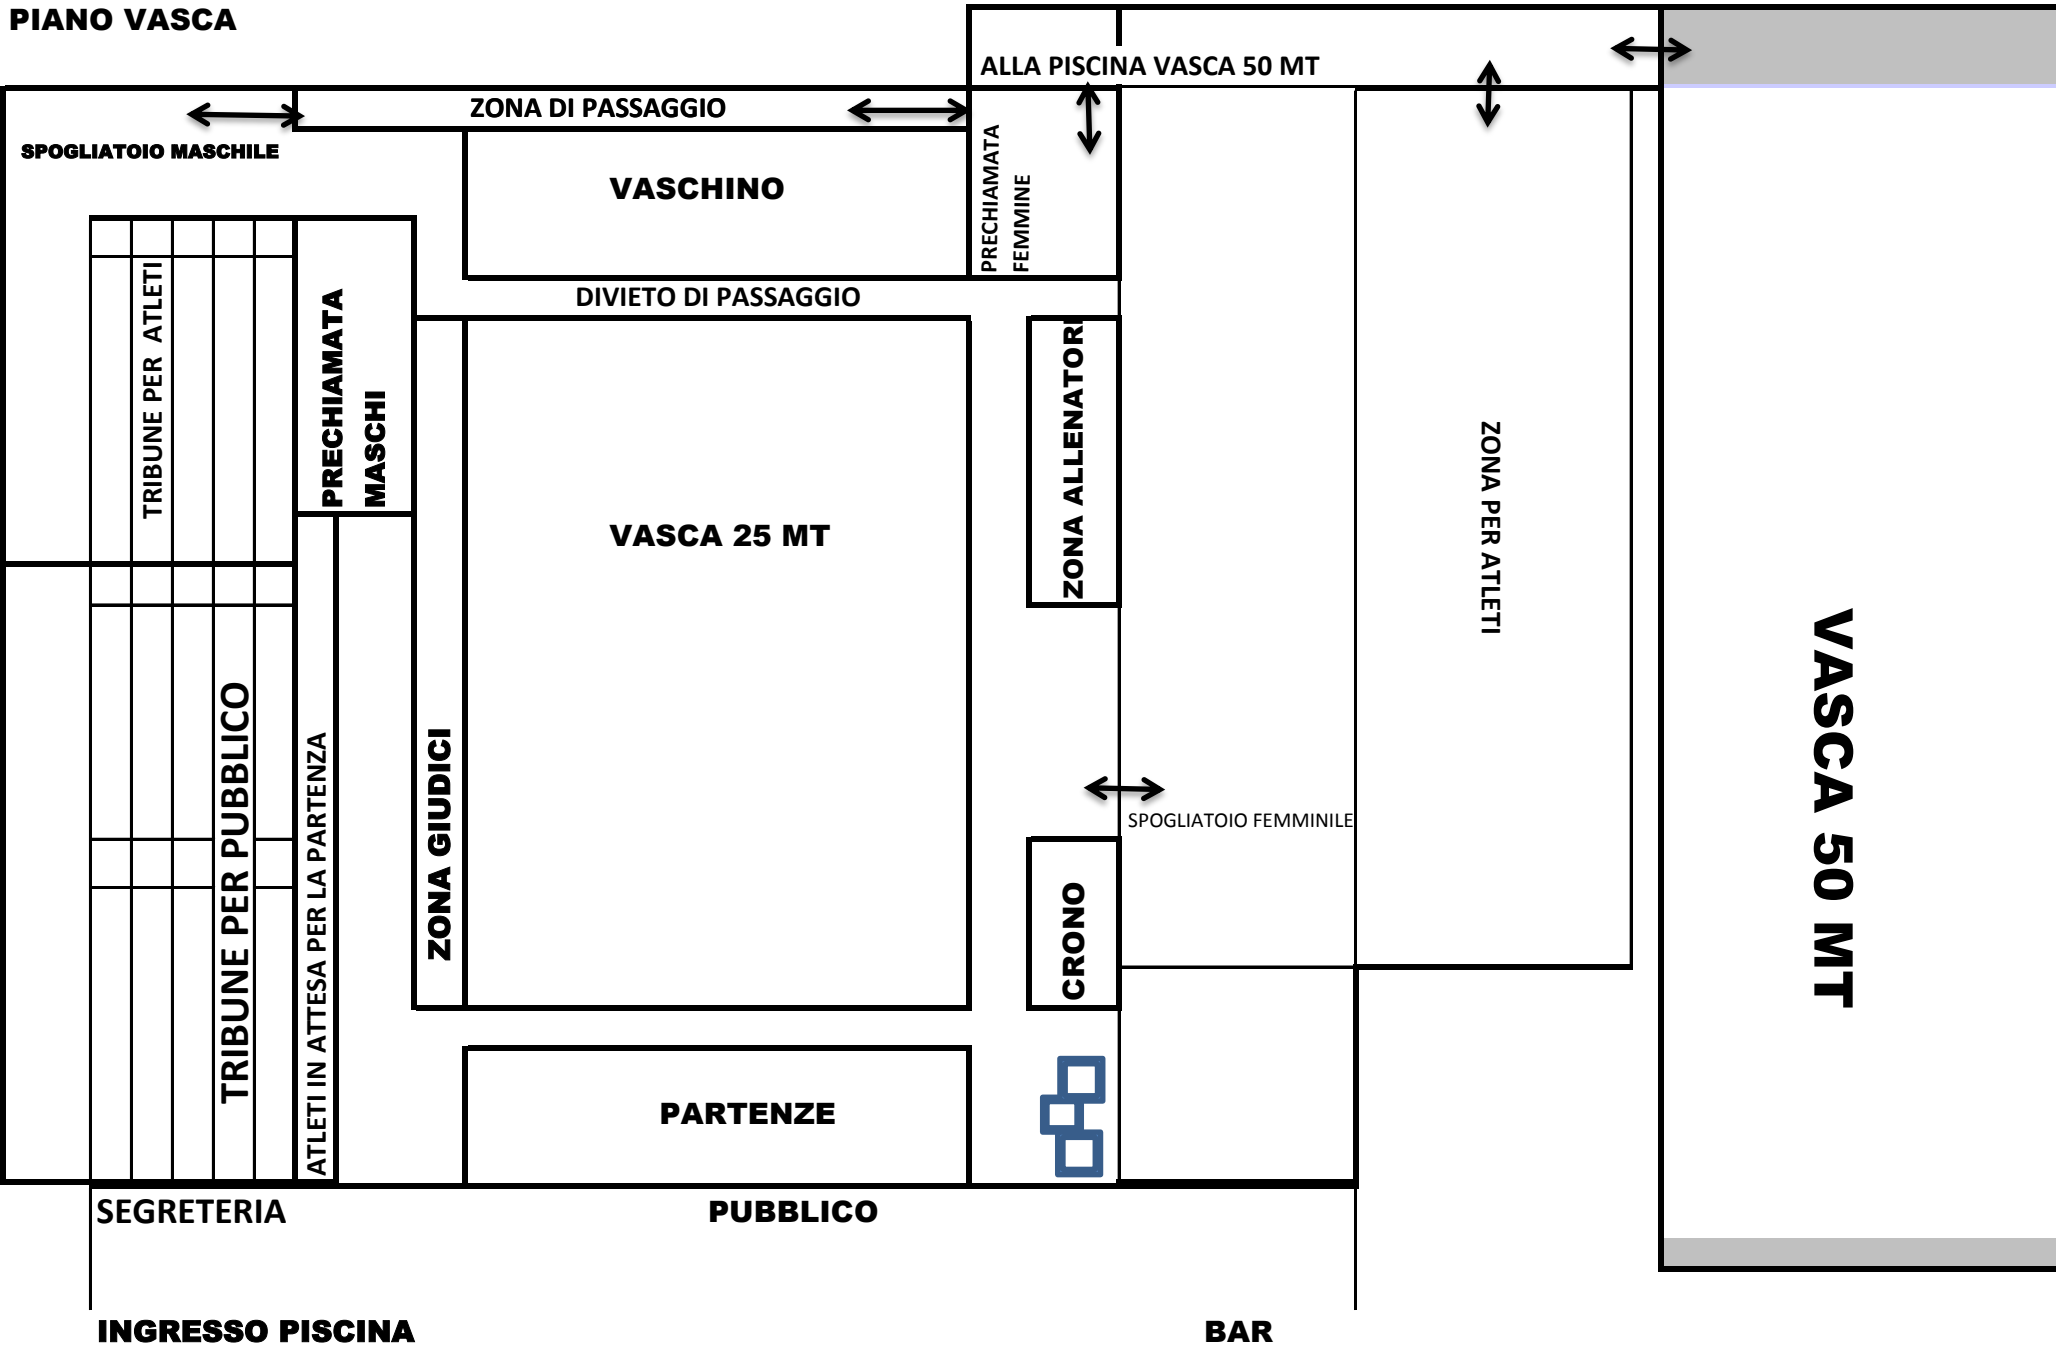 PIANO VASCA
ALLA PISCINA VASCA 50 MT
ZONA DI PASSAGGIO
SPOGLIATOIO MASCHILE
VASCHINO
PRECHIAMATA
FEMMINE
DIVIETO DI PASSAGGIO
TRIBUNE PER ATLETI
PRECHIAMATA
MASCHI
ZONA ALLENATORI
ZONA PER ATLETI
VASCA 25 MT
VASCA 50 MT
TRIBUNE PER PUBBLICO
ATLETI IN ATTESA PER LA PARTENZA
ZONA GIUDICI
SPOGLIATOIO FEMMINILE
CRONO
PARTENZE
SEGRETERIA
PUBBLICO
INGRESSO PISCINA
BAR